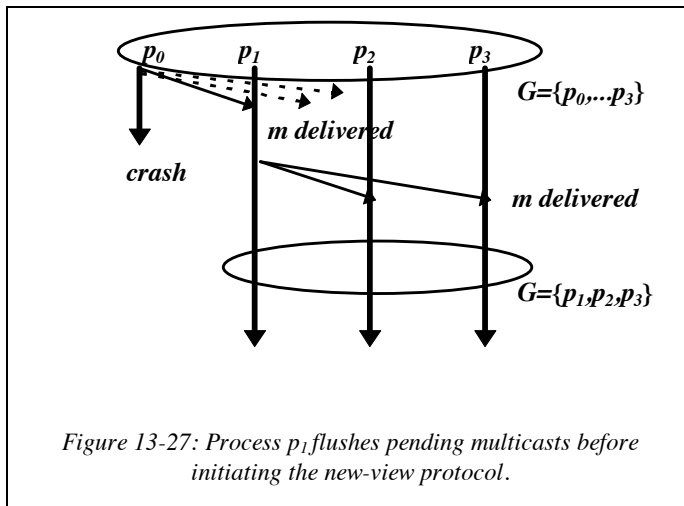 p0 p1 p2 p3
G={p0,...p3}
m delivered
crash
m delivered
G={p1,p2,p3}
Figure 13-27: Process p1 flushes pending multicasts before
initiating the new-view protocol.